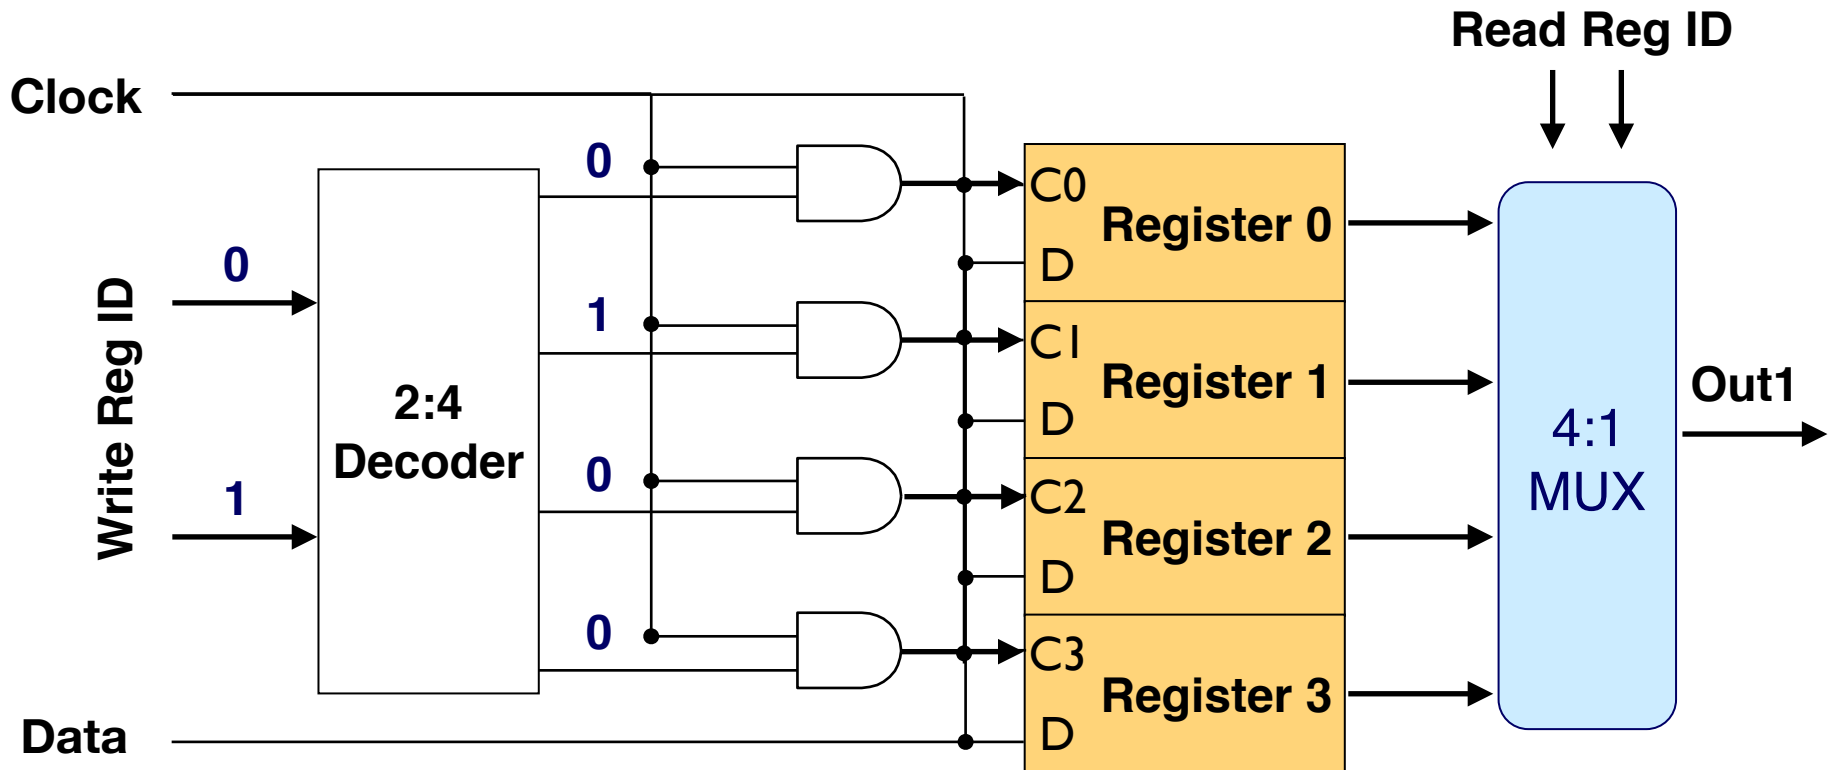 Read Reg ID
Clock
0
C0
Register 0
D
0
1
C1
Register 1
D
Write Reg ID
2:4
Decoder
Out1
4:1
MUX
1
0
C2
Register 2
D
0
C3
Register 3
D
Data